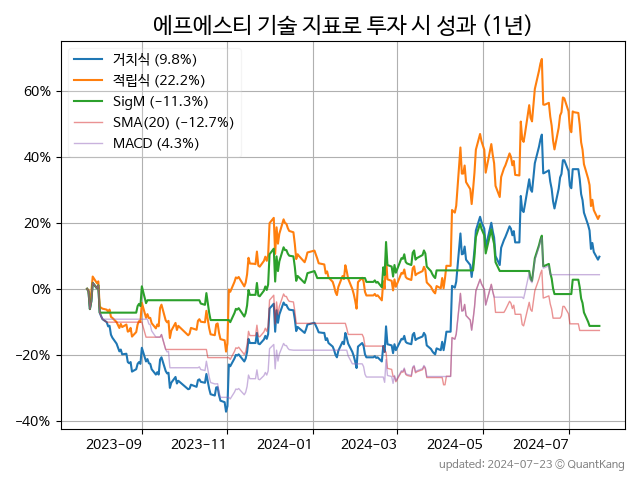 에프에스티 기술 지표로 투자 시 성과 (1년)
거치식 (9.8%)
적립식 (22.2%)
SigM (-11.3%)
SMA(20) (-12.7%)
MACD (4.3%)
60%
40%
20%
0%
-20%
-40%
2023-09 2023-11 2024-01 2024-03 2024-05 2024-07
updated: 2024-07-23 © QuantKang